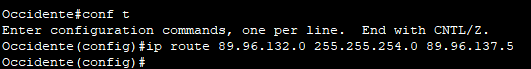 Occidente#conf t
Enter configuration commands, one per line.  End with CNTL/Z.
Occidente(config)#ip route 89.96.132.0 255.255.254.0 89.96.137.5
Occidente(config)#